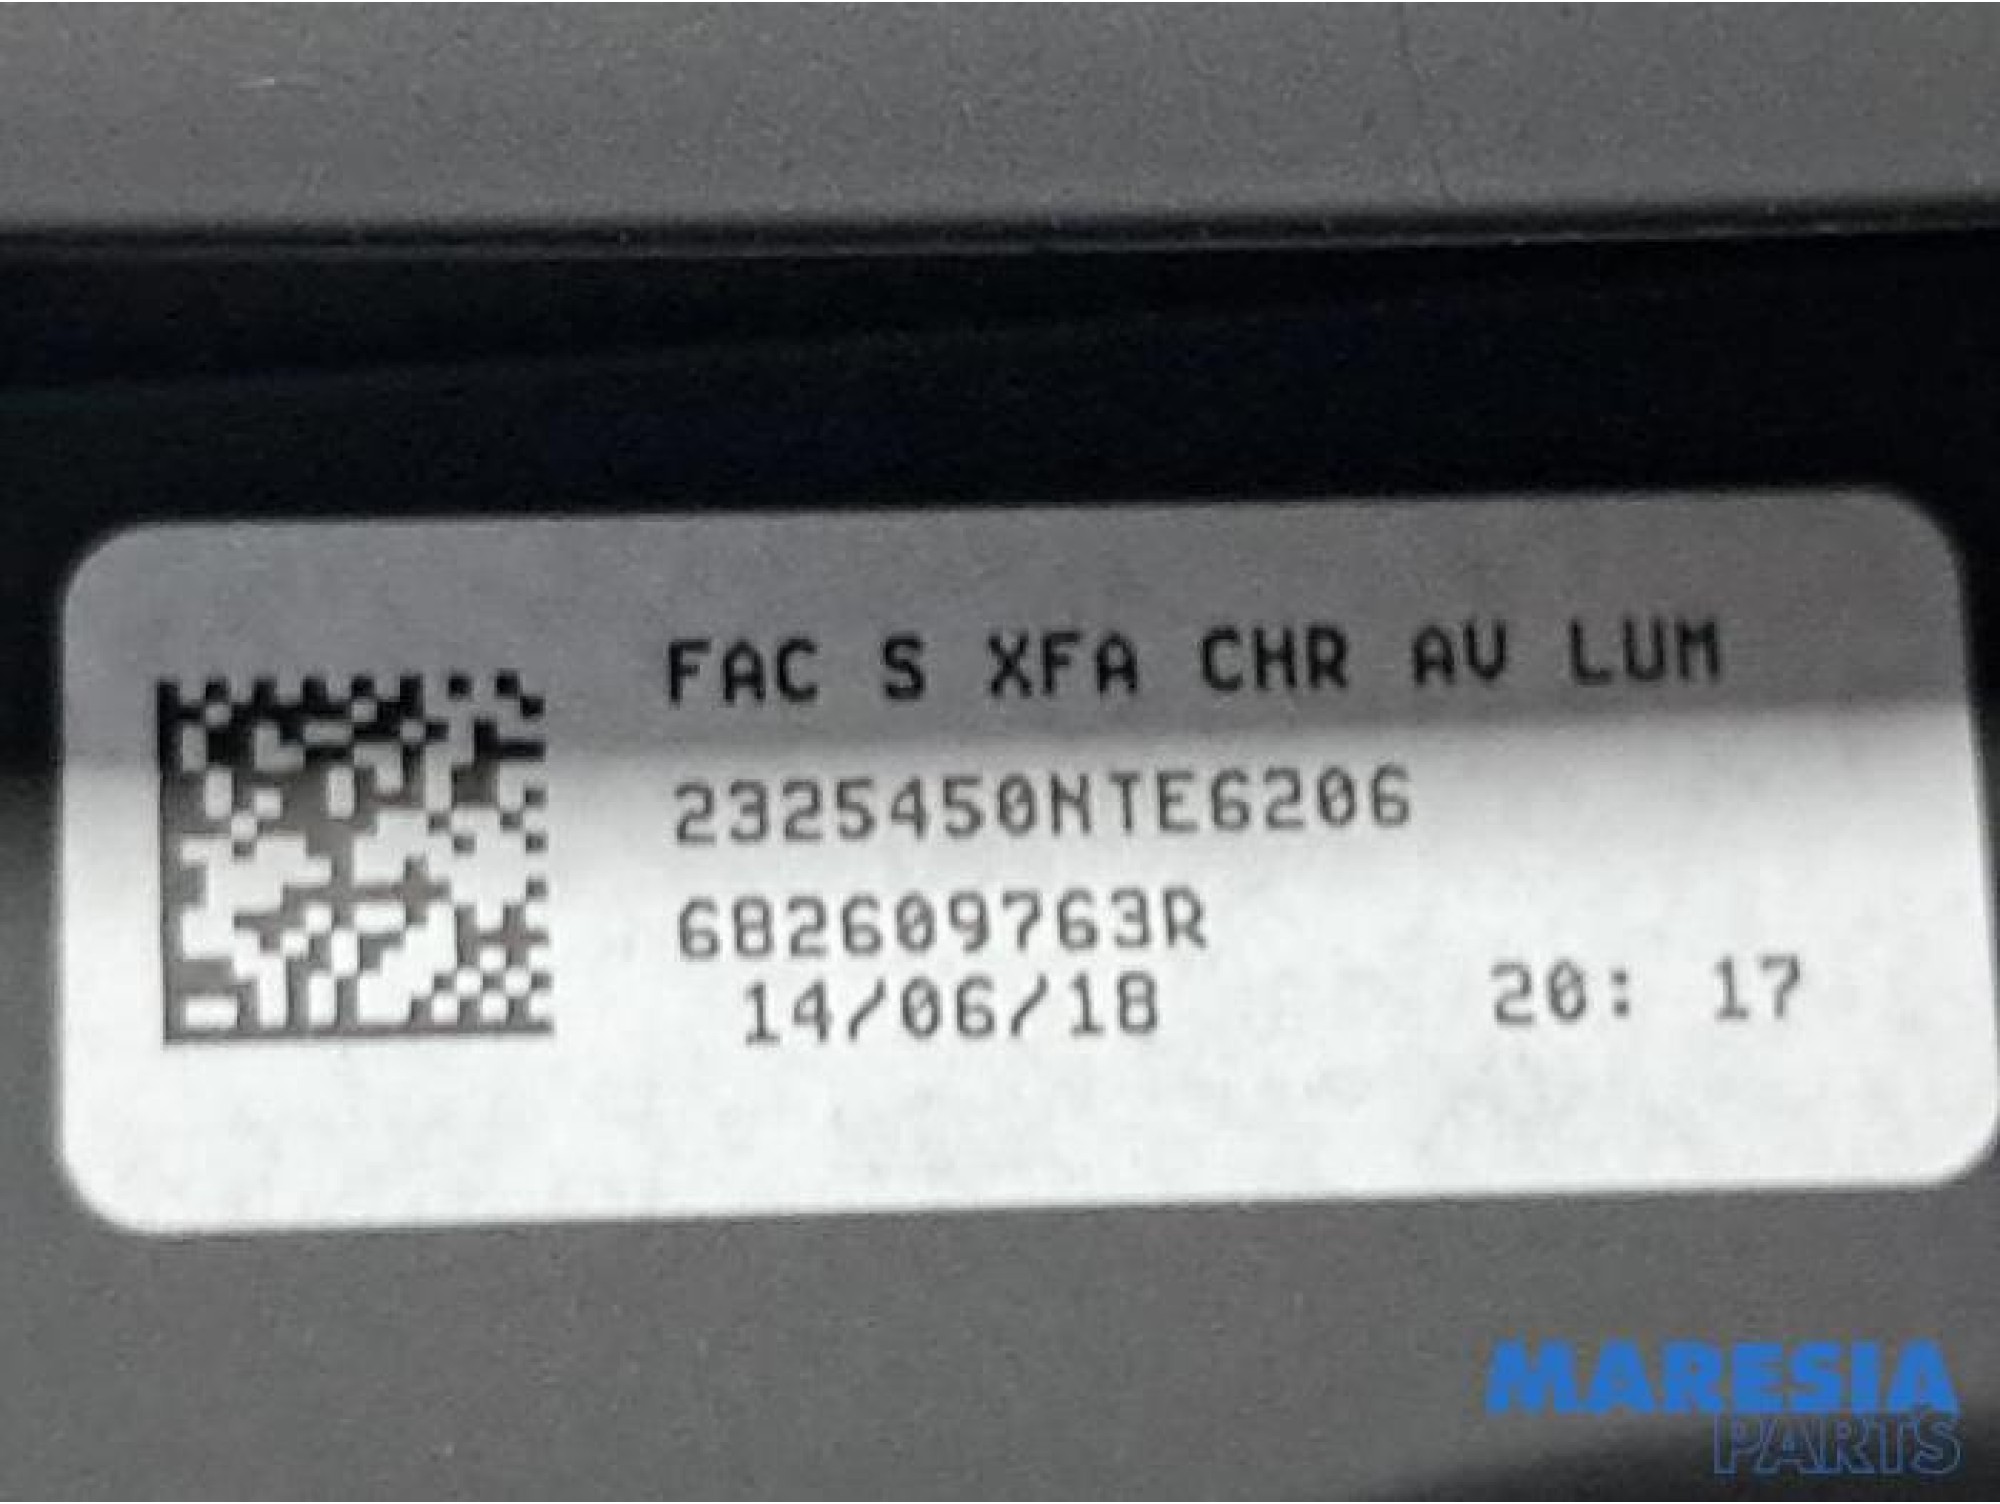 FAC S XFA CHR AV LUM
2325450NTE6206
682609763R
14/06/18 20: 17
MARESIA
PARTS